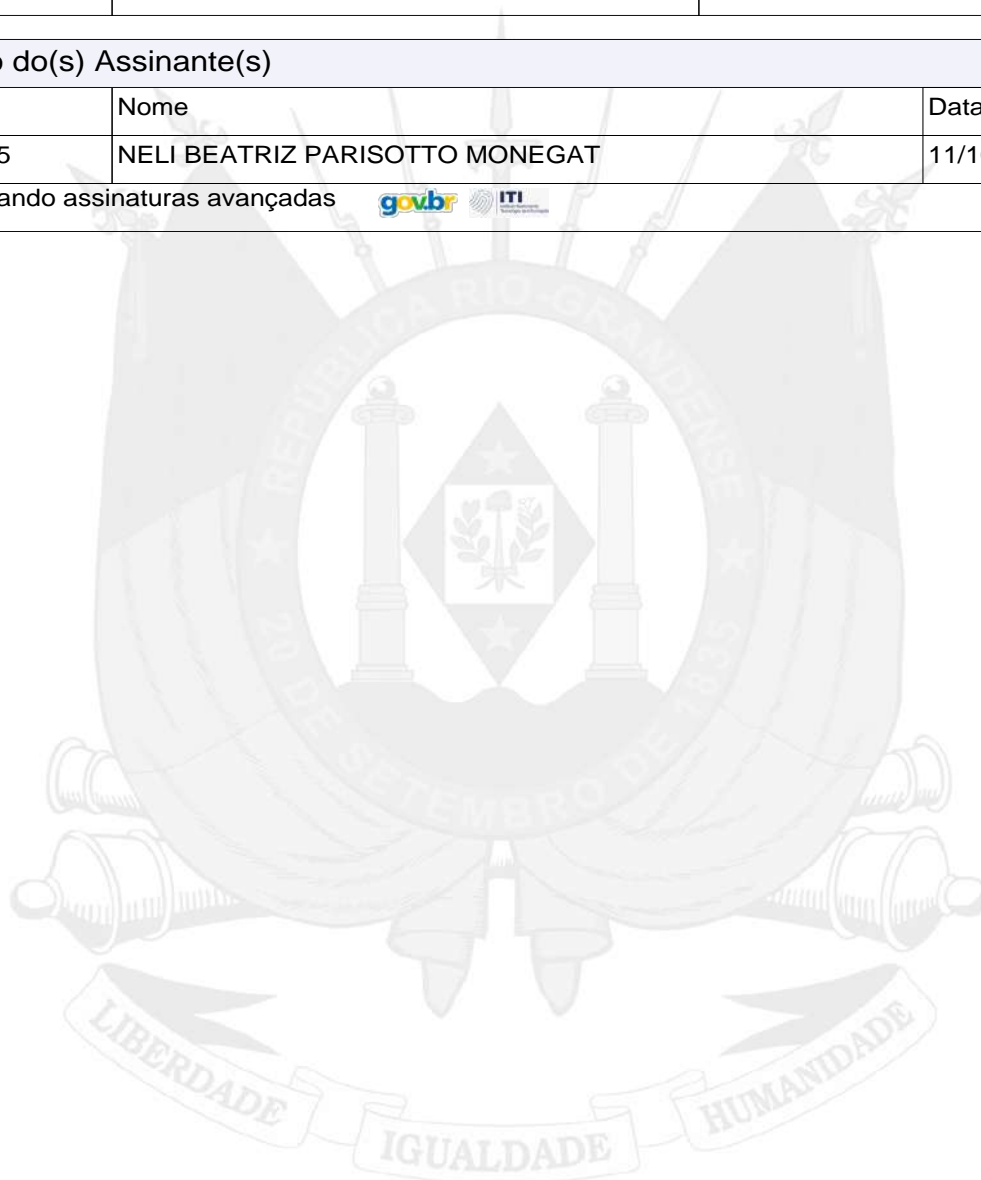 o do(s) Assinante(s)
Nome Data
5 NELI BEATRIZ PARISOTTO MONEGAT 11/1
ando assinaturas avançadas gov.br ITI
REPÚBLICA RIO-GRANDENSE
20 DE SETEMBRO DE 1835
LIBERDADE IGUALDADE HUMANIDADE